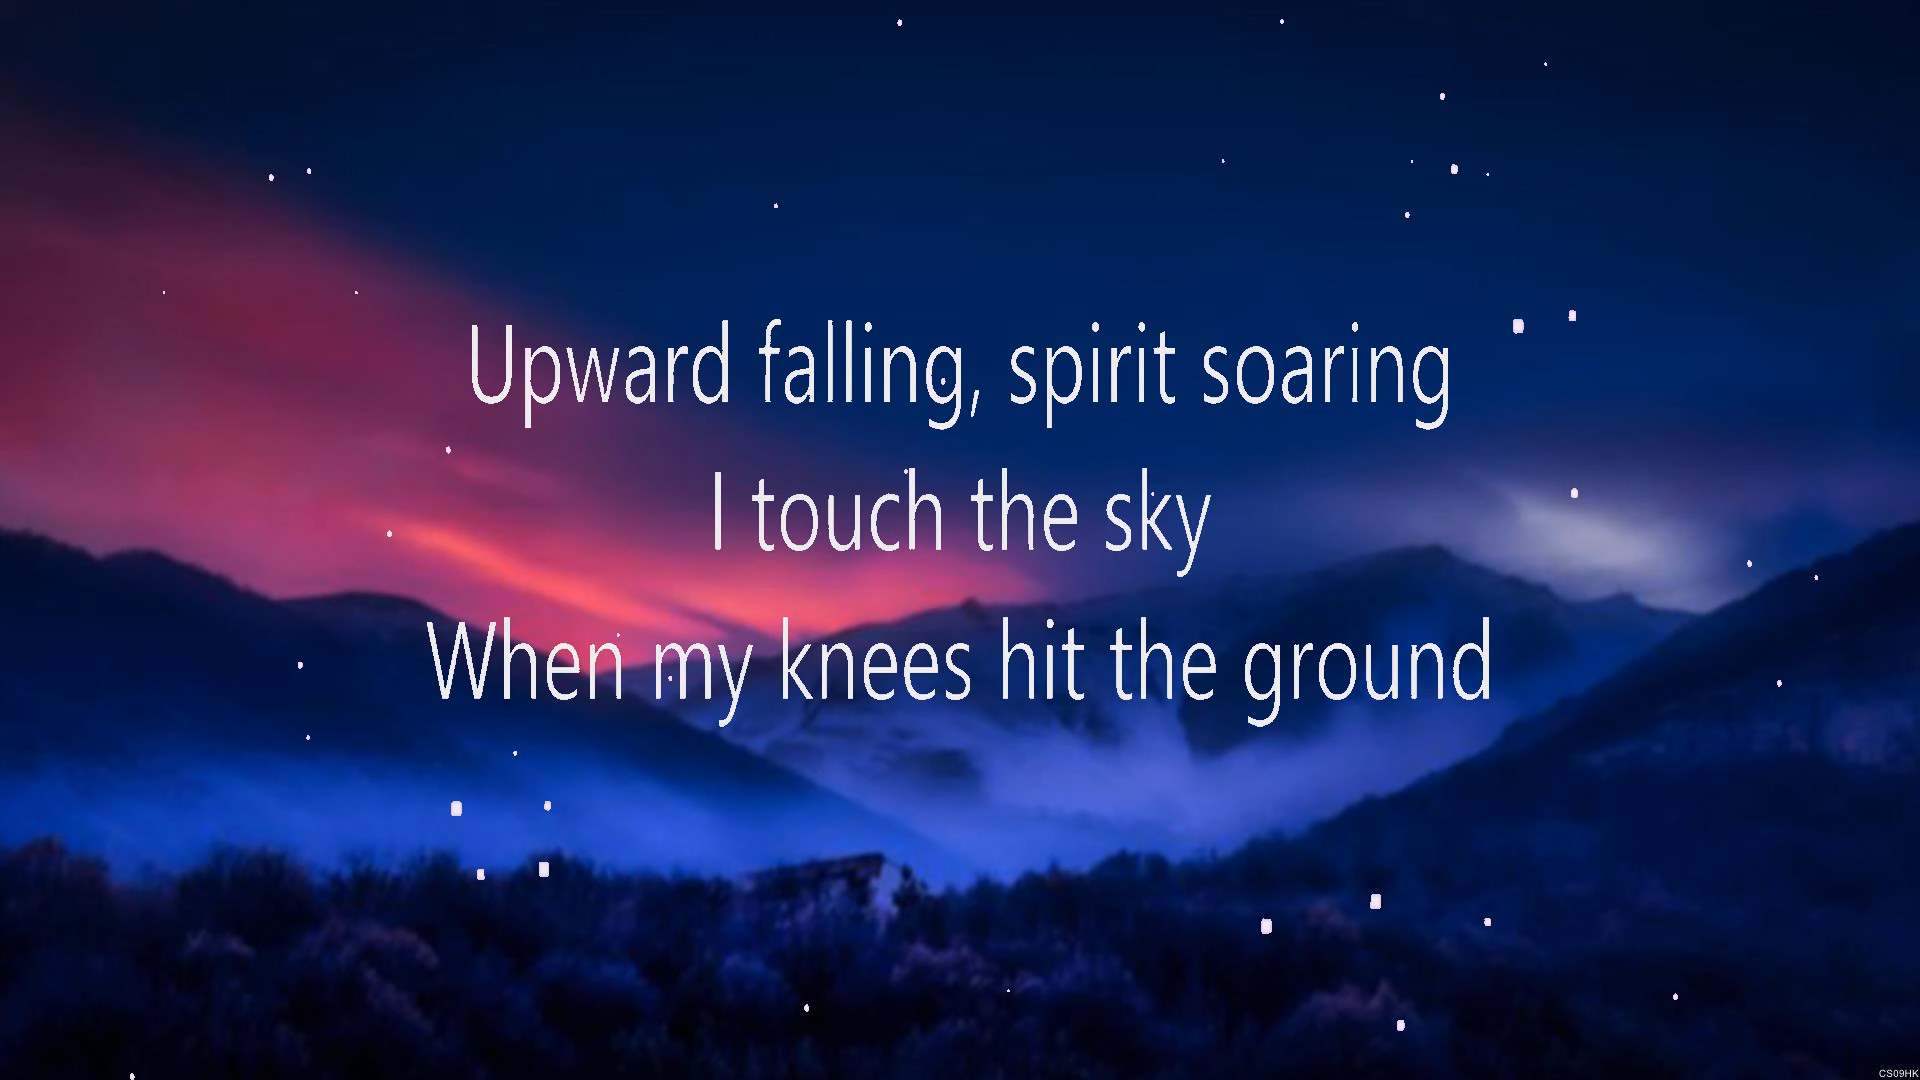 Upward falling, spirit soaring
I touch the sky
When my knees hit the ground
CS09HK